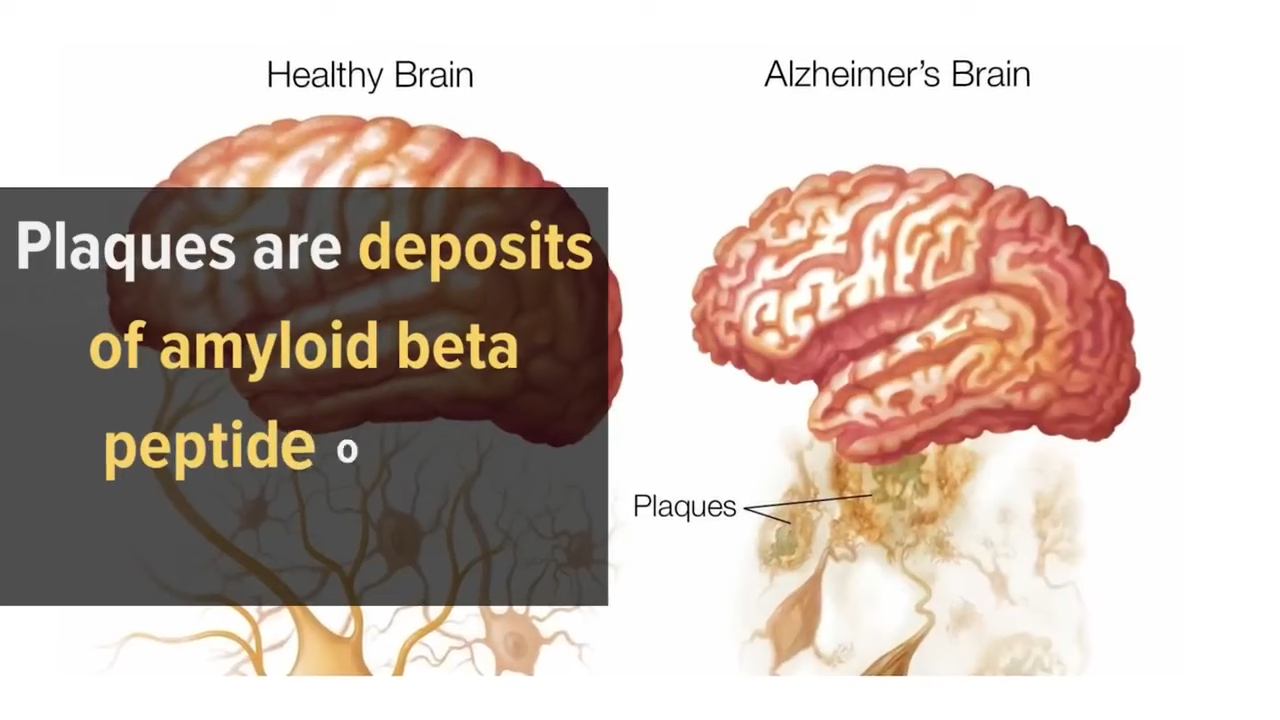 Healthy Brain
Alzheimer's Brain
Plaques are deposits
of amyloid beta
peptide o
Plaques